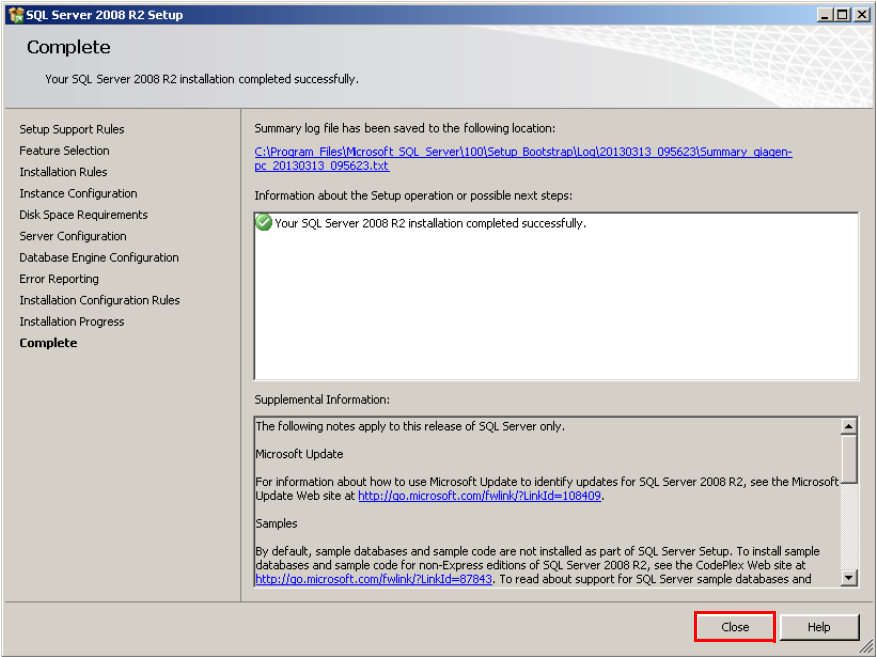 SQL Server 2008 R2 Setup
Complete
Your SQL Server 2008 R2 installation completed successfully.
Setup Support Rules
Feature Selection
Installation Rules
Instance Configuration
Disk Space Requirements
Server Configuration
Database Engine Configuration
Error Reporting
Installation Configuration Rules
Installation Progress
Complete
Summary log file has been saved to the following location:
C:\Program Files\Microsoft SQL Server\100\Setup Bootstrap\Log\20130313_095623\Summary_qiagen-
pc_20130313_095623.txt
Information about the Setup operation or possible next steps:
Your SQL Server 2008 R2 installation completed successfully.
Supplemental Information:
The following notes apply to this release of SQL Server only.
Microsoft Update
For information about how to use Microsoft Update to identify updates for SQL Server 2008 R2, see the Microsoft
Update Web site at http://go.microsoft.com/fwlink/?LinkId=108409.
Samples
By default, sample databases and sample code are not installed as part of SQL Server Setup. To install sample
databases and sample code for non-Express editions of SQL Server 2008 R2, see the CodePlex Web site at
http://go.microsoft.com/fwlink/?LinkId=87843. To read about support for SQL Server sample databases and
Close
Help